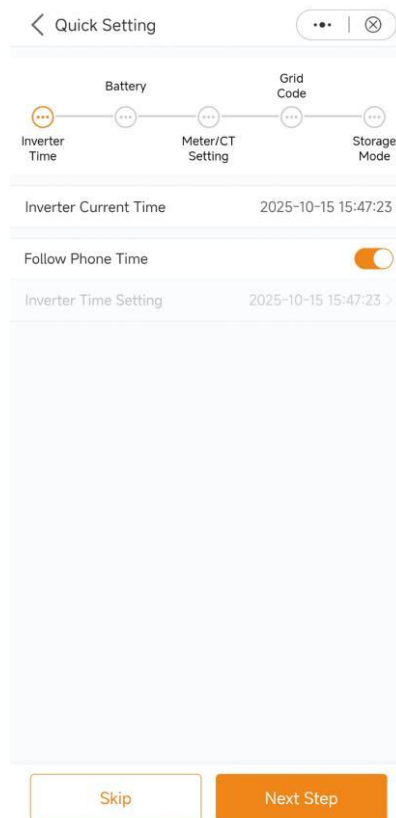 Quick Setting
Battery
Grid
Code
Inverter
Time
Meter/CT
Setting
Storage
Mode
Inverter Current Time 2025-10-15 15:47:23
Follow Phone Time
Inverter Time Setting 2025-10-15 15:47:23 >
Skip Next Step